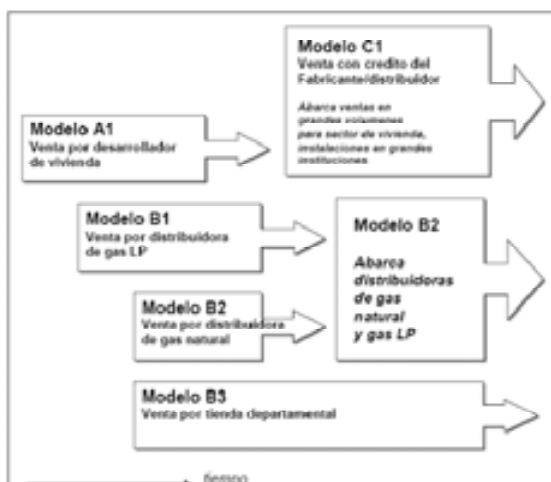 Modelo C1
Venta con credito del
Fabricante/distribuidor
Abarca ventas en
grandes volumenes
para sector de vivienda,
instalaciones en grandes
instituciones
Modelo A1
Venta por desarrollador
de vivienda
Modelo B1
Venta por distribuidora
de gas LP
Modelo B2
Abarca
distribuidoras
de gas
natural
y gas LP
Modelo B2
Venta por distribuidora
de gas natural
Modelo B3
Venta por tienda departamental
tiempo